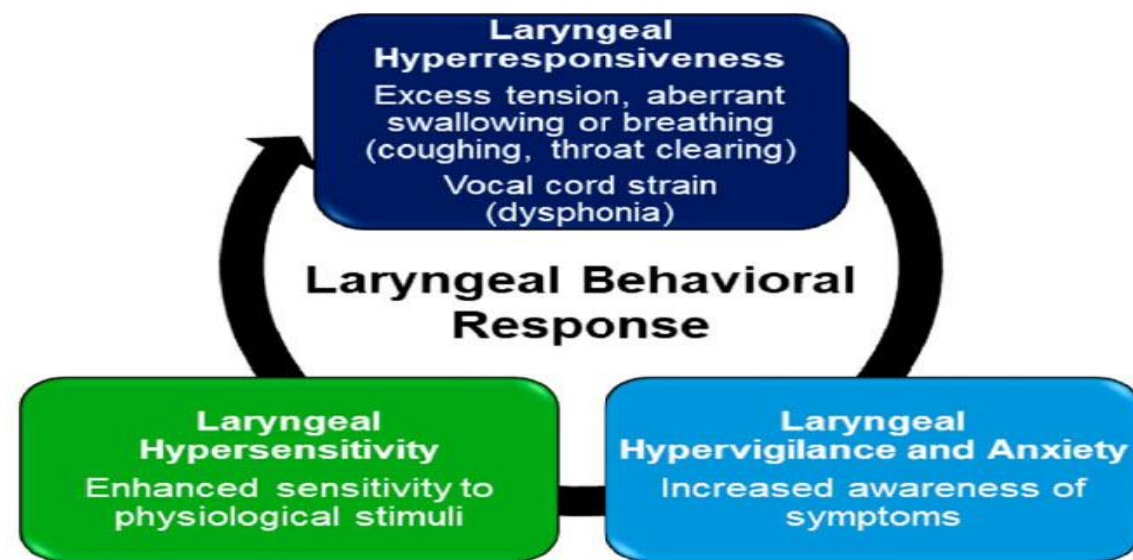 Laryngeal
Hyperresponsiveness
Excess tension, aberrant
swallowing or breathing
(coughing, throat clearing)
Vocal cord strain
(dysphonia)
Laryngeal Behavioral
Response
Laryngeal
Hypersensitivity
Enhanced sensitivity to
physiological stimuli
Laryngeal
Hypervigilance and Anxiety
Increased awareness of
symptoms